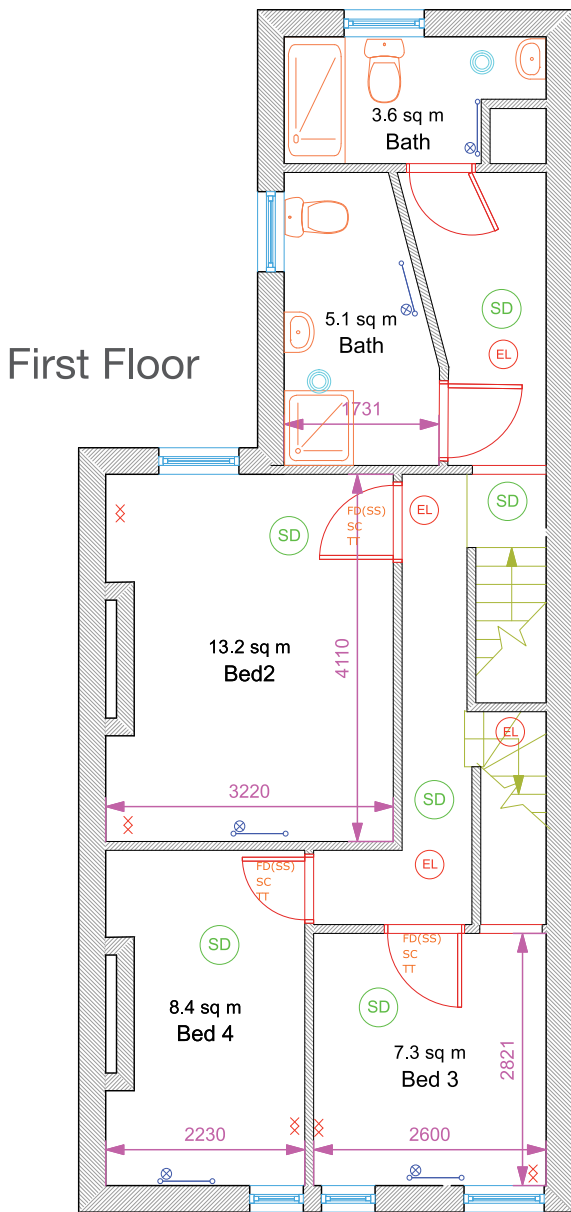 3.6 sq m
Bath
SD
5.1 sq m
Bath
EL
First Floor
1731
SD
EL
FD(SS)
SC
TT
SD
13.2 sq m
Bed2
4110
EL
3220
SD
EL
FD(SS)
SC
TT
FD(SS)
SC
TT
SD
SD
8.4 sq m
Bed 4
7.3 sq m
Bed 3
2821
2230
2600